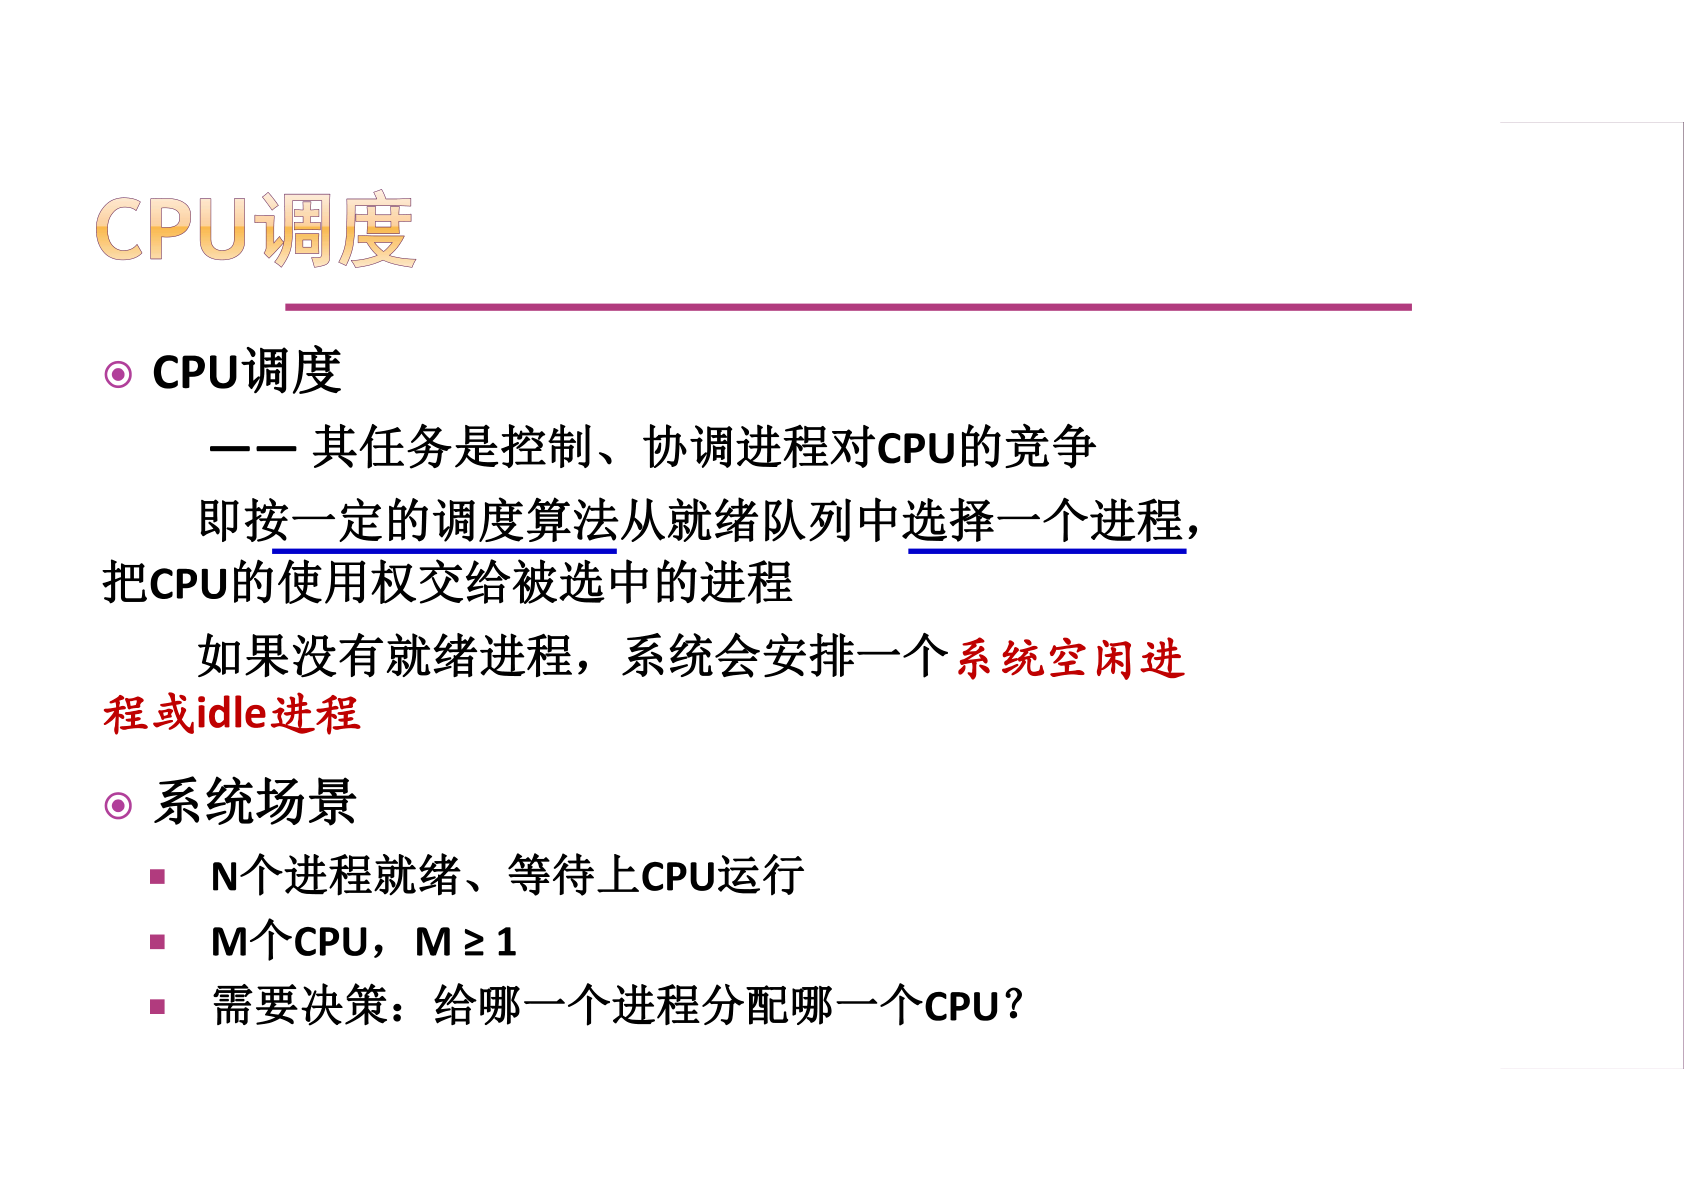 CPU调度
CPU调度
—— 其任务是控制、协调进程对CPU的竞争
即按一定的调度算法从就绪队列中选择一个进程，
把CPU的使用权交给被选中的进程
如果没有就绪进程，系统会安排一个系统空闲进
程或idle进程
系统场景
N个进程就绪、等待上CPU运行
M个CPU，M ≥ 1
需要决策：给哪一个进程分配哪一个CPU？